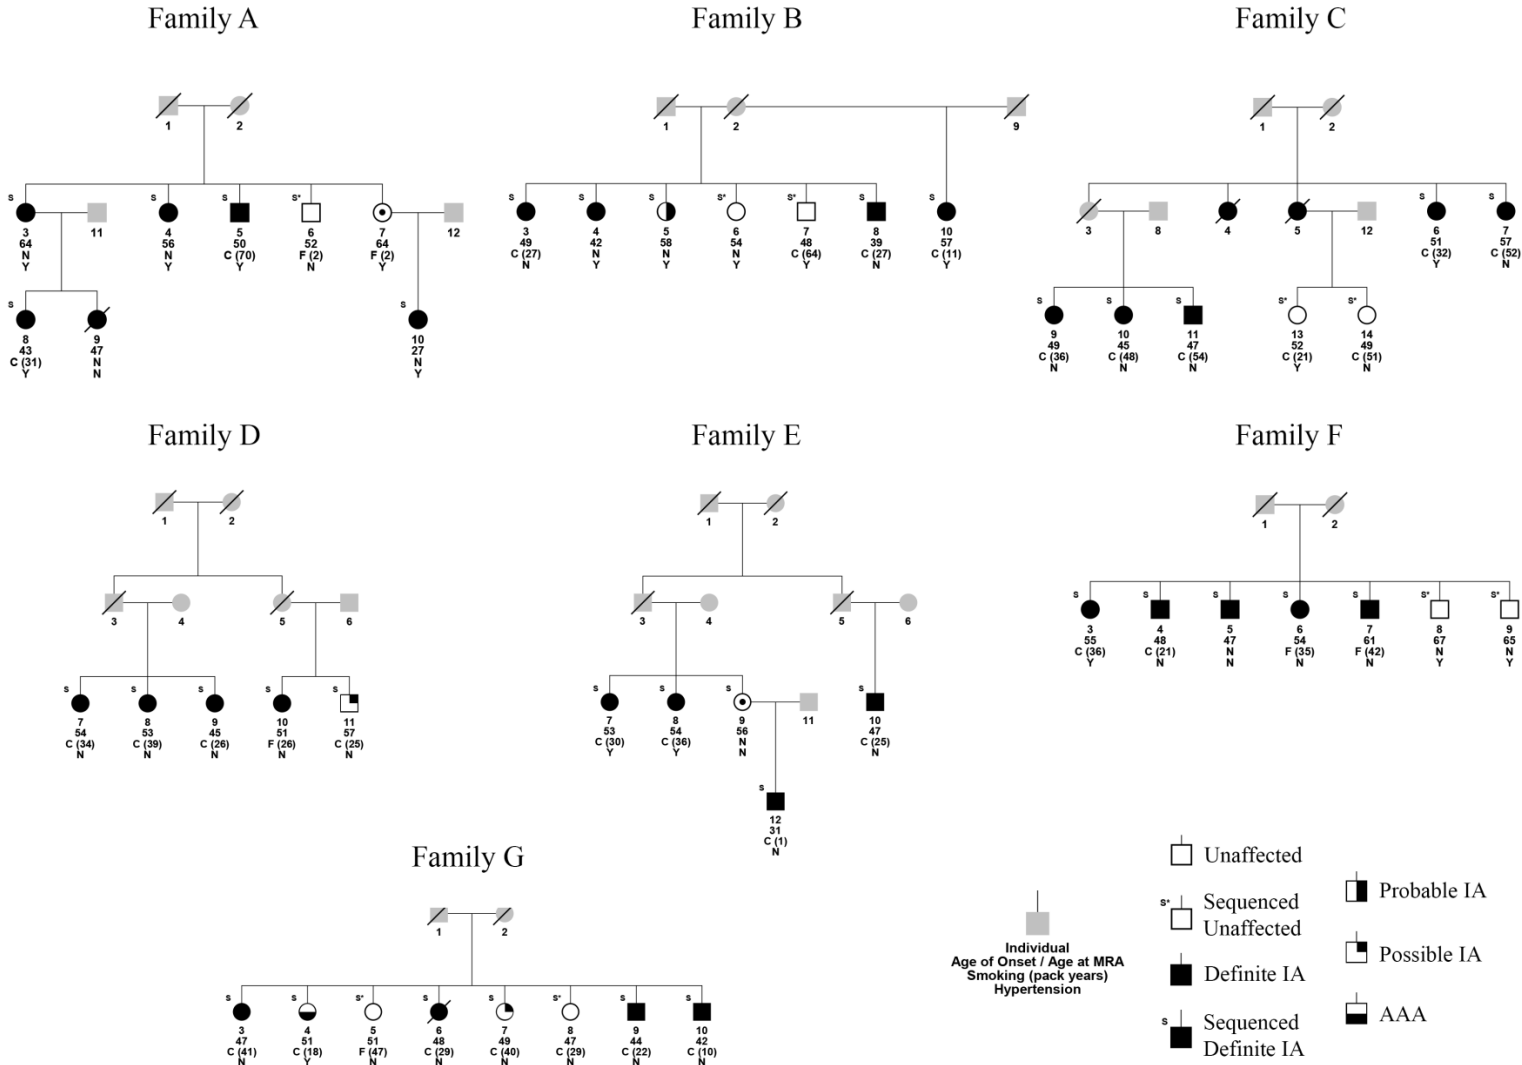 Family A
Family B
Family C
1 2
1 2 9
1 2
S S S S*
S S S S* S* S S
S S
3 11 4 5 6 7 12
64 56 50 52 64
N N C (70) F (2) F (2)
Y Y Y N Y
3 4 5 6 7 8 10
49 42 58 54 48 39 57
C (27) N N N C (64) C (27) C (11)
N Y Y Y N N Y
3 8 4 5 12 6 7
51 57
C (32) C (52)
Y N
S S
8 9 10
43 47 27
C (31) N N
Y N Y
S S S S* S*
9 10 11 13 14
49 45 47 52 49
C (36) C (48) C (54) C (21) C (51)
N N N Y N
Family D
Family E
Family F
1 2
1 2
1 2
3 4 5 6
3 4 5 6
S S S S S S* S*
3 4 5 6 7 8 9
55 48 47 54 61 67 65
C (36) C (21) N F (35) F (42) N N
Y N N N N Y Y
S S S S S
7 8 9 10 11
54 53 45 51 57
C (34) C (39) C (26) F (26) C (25)
N N N N N
S S S S
7 8 9 11 10
53 54 56 47
C (30) C (36) N C (25)
Y Y N N
S
12
31
C (1)
N
Family G
1 2
S S S* S S S* S S
3 4 5 6 7 8 9 10
47 51 51 48 49 47 44 42
C (41) C (18) F (47) C (29) C (40) C (29) C (22) C (10)
N Y N N N N N N
Individual
Age of Onset / Age at MRA
Smoking (pack years)
Hypertension
Unaffected
S* Sequenced
Unaffected
Definite IA
S Sequenced
Definite IA
Probable IA
Possible IA
AAA